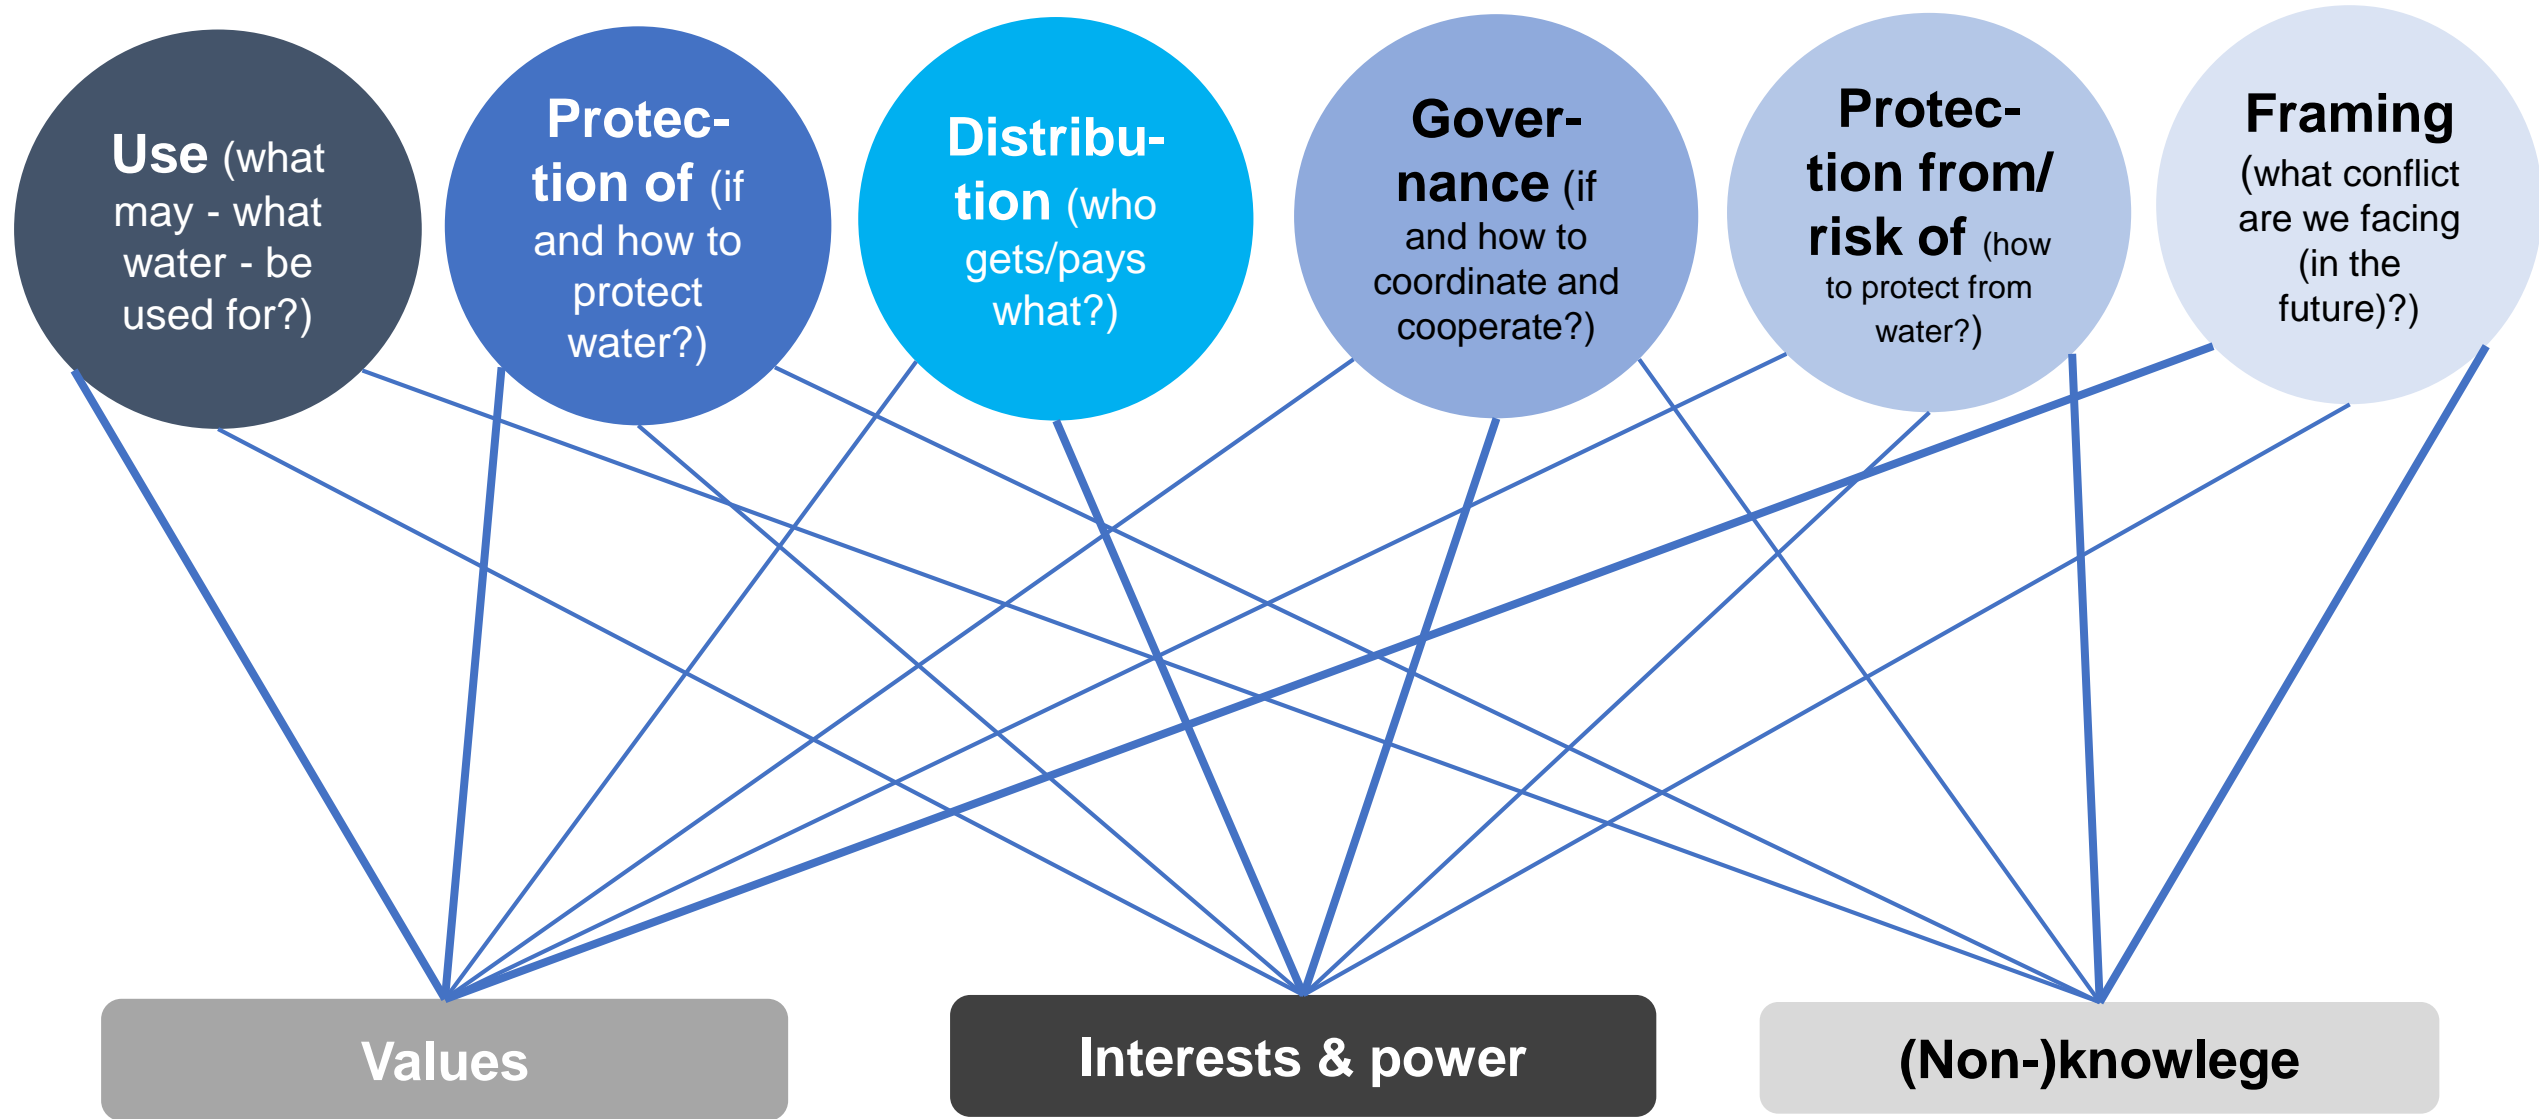 Use (what
may - what
water - be
used for?)
Protec-
tion of (if
and how to
protect
water?)
Distribu-
tion (who
gets/pays
what?)
Gover-
nance (if
and how to
coordinate and
cooperate?)
Protec-
tion from/
risk of (how
to protect from
water?)
Framing
(what conflict
are we facing
(in the
future)?)
Values
Interests & power
(Non-)knowlege